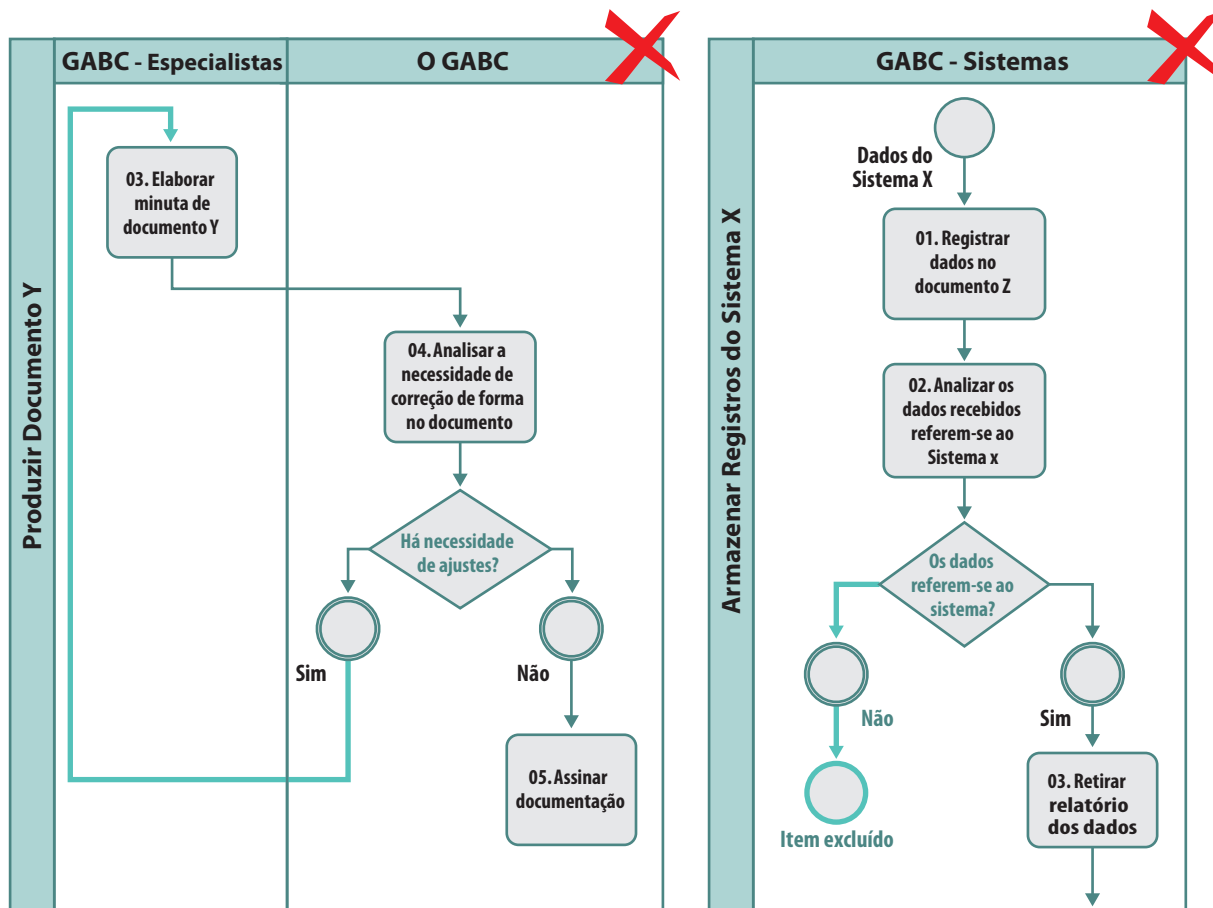 GABC - Especialistas
O GABC
Produzir Documento Y
03. Elaborar
minuta de
documento Y
04. Analisar a
necessidade de
correção de forma
no documento
Há necessidade
de ajustes?
Sim
Não
05. Assinar
documentação
GABC - Sistemas
Armazenar Registros do Sistema X
Dados do
Sistema X
01. Registrar
dados no
documento Z
02. Analizar os
dados recebidos
referem-se ao
Sistema x
Os dados
referem-se ao
sistema?
Não
Sim
Item excluído
03. Retirar
relatório
dos dados